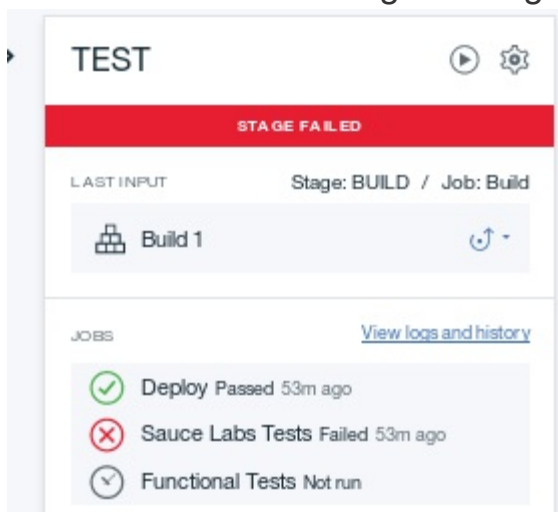 TEST
STAGE FAILED
LAST INPUT Stage: BUILD / Job: Build
Build 1
JOBS View logs and history
Deploy Passed 53m ago
Sauce Labs Tests Failed 53m ago
Functional Tests Not run